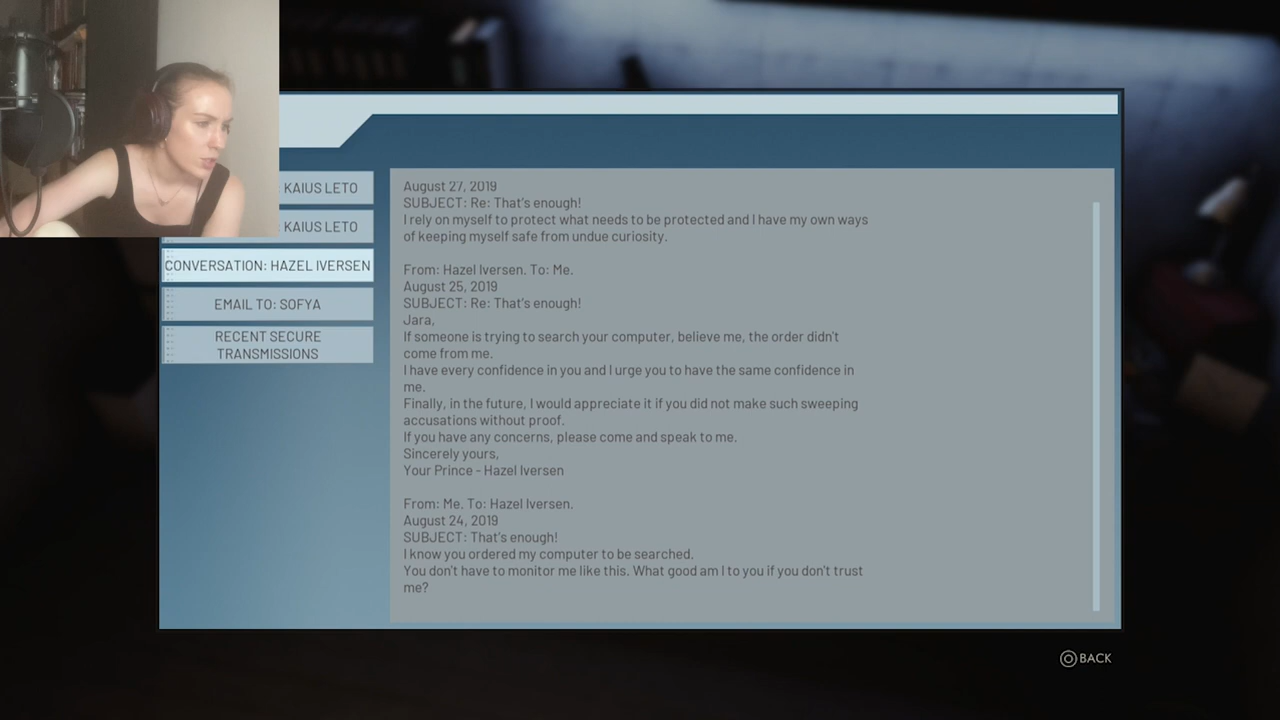 KAIUS LETO
KAIUS LETO
CONVERSATION: HAZEL IVERSEN
EMAIL TO: SOFYA
RECENT SECURE
TRANSMISSIONS
August 27, 2019
SUBJECT: Re: That's enough!
I rely on myself to protect what needs to be protected and I have my own ways
of keeping myself safe from undue curiosity.
From: Hazel Iversen. To: Me.
August 25, 2019
SUBJECT: Re: That's enough!
Jara,
If someone is trying to search your computer, believe me, the order didn't
come from me.
I have every confidence in you and I urge you to have the same confidence in
me.
Finally, in the future, I would appreciate it if you did not make such sweeping
accusations without proof.
If you have any concerns, please come and speak to me.
Sincerely yours,
Your Prince - Hazel Iversen
From: Me. To: Hazel Iversen.
August 24, 2019
SUBJECT: That's enough!
I know you ordered my computer to be searched.
You don't have to monitor me like this. What good am I to you if you don't trust
me?
BACK